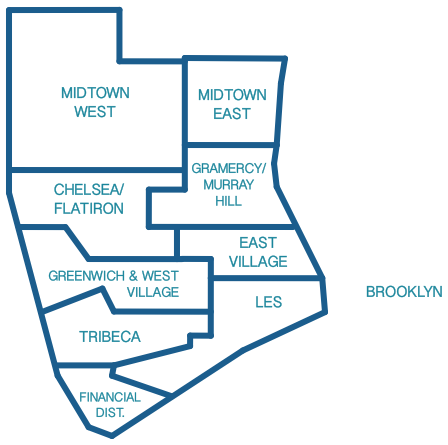 MIDTOWN
WEST
MIDTOWN
EAST
GRAMERCY/
MURRAY
HILL
CHELSEA/
FLATIRON
EAST
VILLAGE
GREENWICH & WEST
VILLAGE
LES
BROOKLYN
TRIBECA
FINANCIAL
DIST.